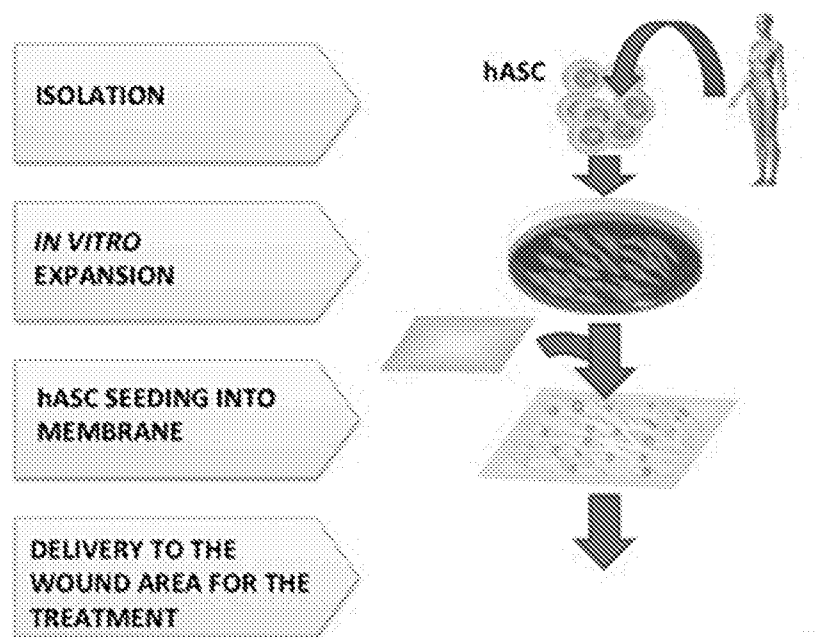 ISOLATION
hASC
IN VITRO
EXPANSION
hASC SEEDING INTO
MEMBRANE
DELIVERY TO THE
WOUND AREA FOR THE
TREATMENT